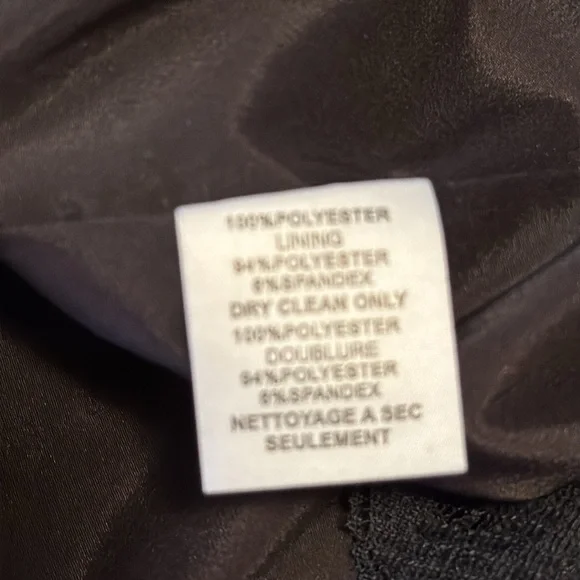 100%POLYESTER
LINING
94%POLYESTER
6%SPANDEX
DRY CLEAN ONLY
100%POLYESTER
DOUBLURE
94%POLYESTER
6%SPANDEX
NETTOYAGE A SEC
SEULEMENT